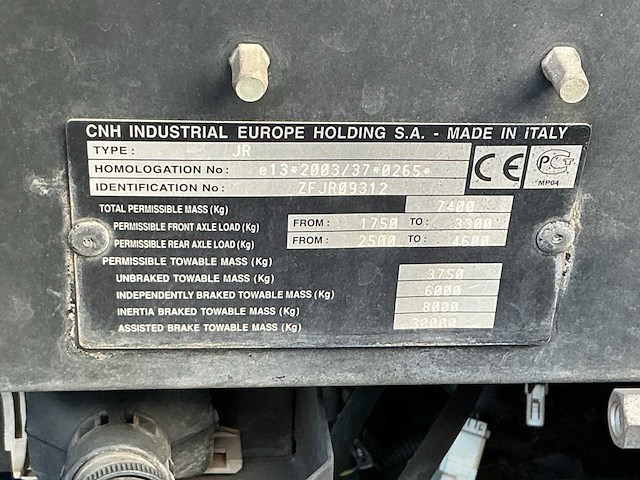 CNH INDUSTRIAL EUROPE HOLDING S.A. - MADE IN iTALY
TYPE : JR
HOMOLOGATION No : e13*2003/37*0265*
IDENTIFICATION No : ZFJR09312
CE
PCT
MP04
TOTAL PERMISSIBLE MASS (Kg) 7400
PERMISSIBLE FRONT AXLE LOAD (Kg) FROM : 1750 TO : 3300
PERMISSIBLE REAR AXLE LOAD (Kg) FROM : 2500 TO : 4600
PERMISSIBLE TOWABLE MASS (Kg)
UNBRAKED TOWABLE MASS (Kg) 3750
INDEPENDENTLY BRAKED TOWABLE MASS (Kg) 6000
INERTIA BRAKED TOWABLE MASS (Kg) 8000
ASSISTED BRAKE TOWABLE MASS (Kg) 30000